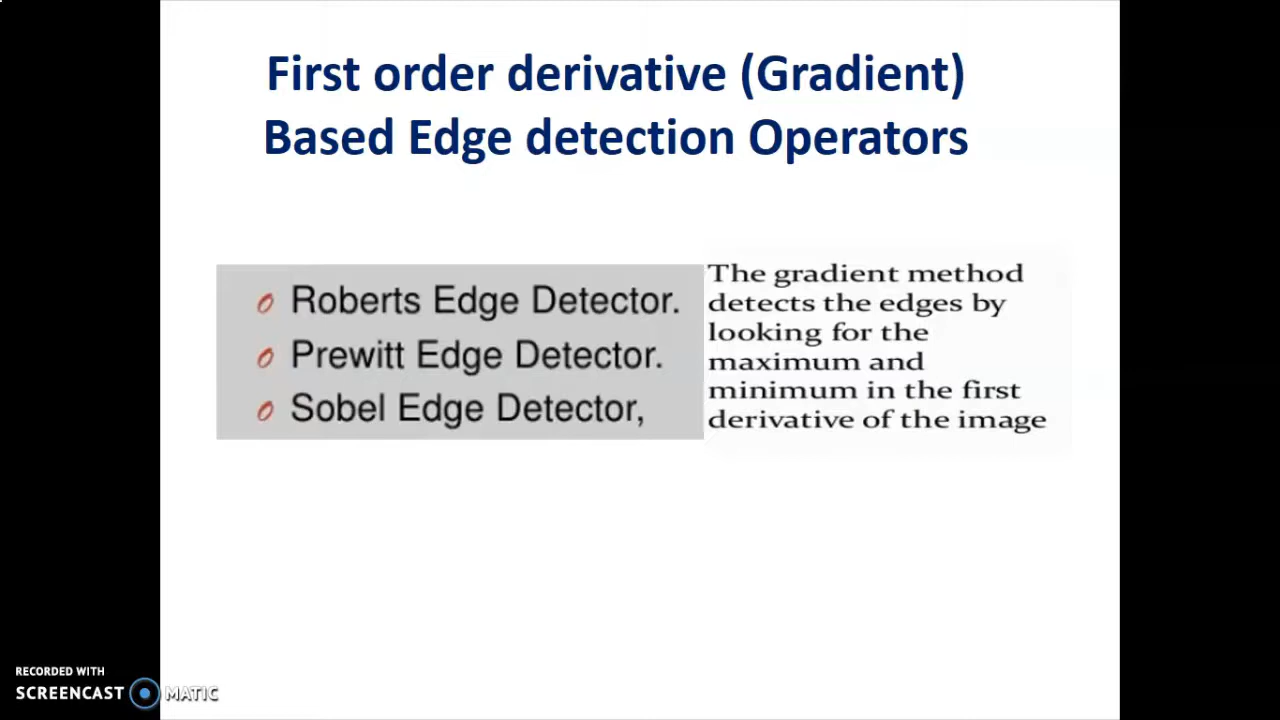 First order derivative (Gradient)
Based Edge detection Operators
Roberts Edge Detector.
Prewitt Edge Detector.
Sobel Edge Detector,
The gradient method
detects the edges by
looking for the
maximum and
minimum in the first
derivative of the image
RECORDED WITH
SCREENCAST MATIC